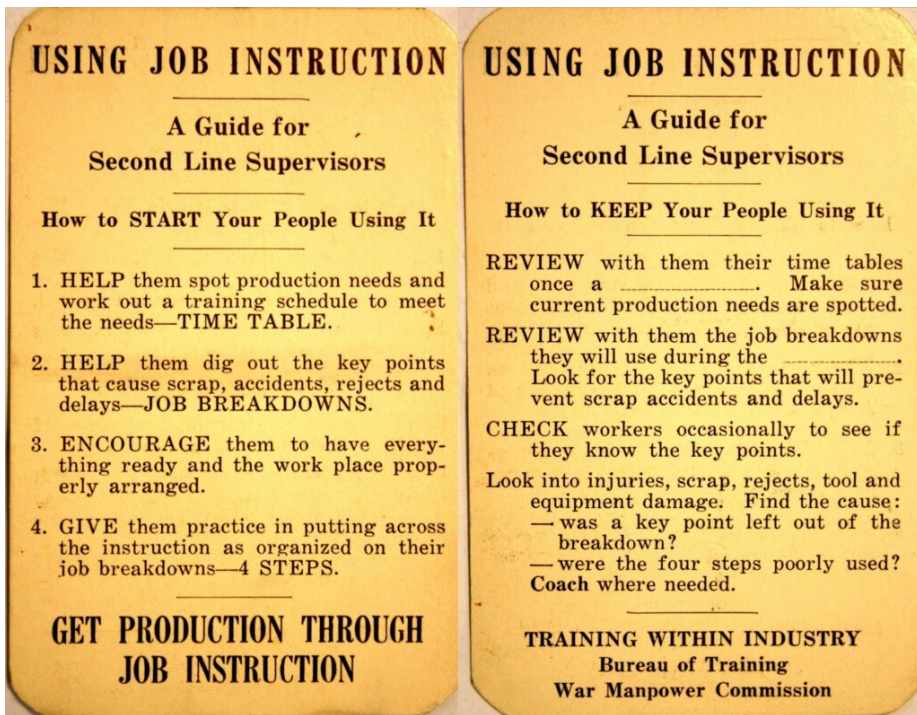 USING JOB INSTRUCTION
A Guide for
Second Line Supervisors
How to START Your People Using It
1. HELP them spot production needs and
work out a training schedule to meet
the needs—TIME TABLE.
2. HELP them dig out the key points
that cause scrap, accidents, rejects and
delays—JOB BREAKDOWNS.
3. ENCOURAGE them to have every-
thing ready and the work place prop-
erly arranged.
4. GIVE them practice in putting across
the instruction as organized on their
job breakdowns—4 STEPS.
GET PRODUCTION THROUGH
JOB INSTRUCTION
USING JOB INSTRUCTION
A Guide for
Second Line Supervisors
How to KEEP Your People Using It
REVIEW with them their time tables
once a ____________. Make sure
current production needs are spotted.
REVIEW with them the job breakdowns
they will use during the ____________.
Look for the key points that will pre-
vent scrap accidents and delays.
CHECK workers occasionally to see if
they know the key points.
Look into injuries, scrap, rejects, tool and
equipment damage. Find the cause:
— was a key point left out of the
breakdown?
— were the four steps poorly used?
Coach where needed.
TRAINING WITHIN INDUSTRY
Bureau of Training
War Manpower Commission